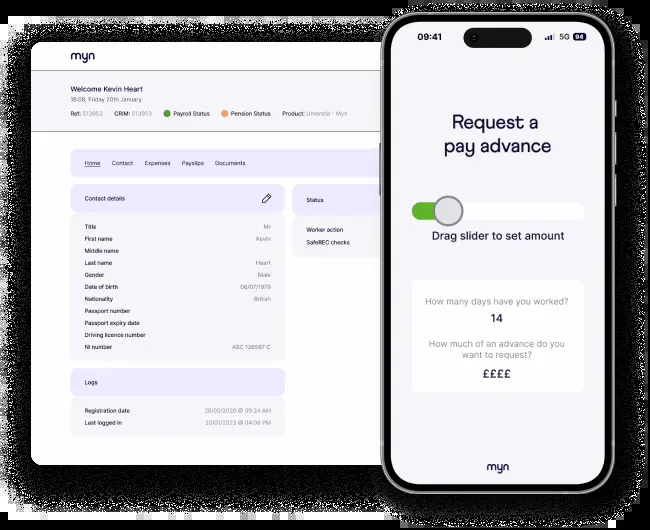 myn
Welcome Kevin Heart
16:08, Friday 20th January
Ref: 513953 CRIM: 513953 Payroll Status Pension Status Product: Umbrella - Myn
Home Contact Expenses Payslips Documents
Contact details
Title Mr
First name Kevin
Middle name
Last name Heart
Gender Male
Date of birth 06/07/1979
Nationality British
Passport number
Passport expiry date
Driving licence number
NI number ABC 126587 C
Logs
Registration date 28/05/2020 @ 09:24 AM
Last logged in 20/01/2023 @ 04:06 PM
Status
Worker action
SafeREC checks
09:41 5G 94
Request a
pay advance
Drag slider to set amount
How many days have you worked?
14
How much of an advance do you
want to request?
££££
myn